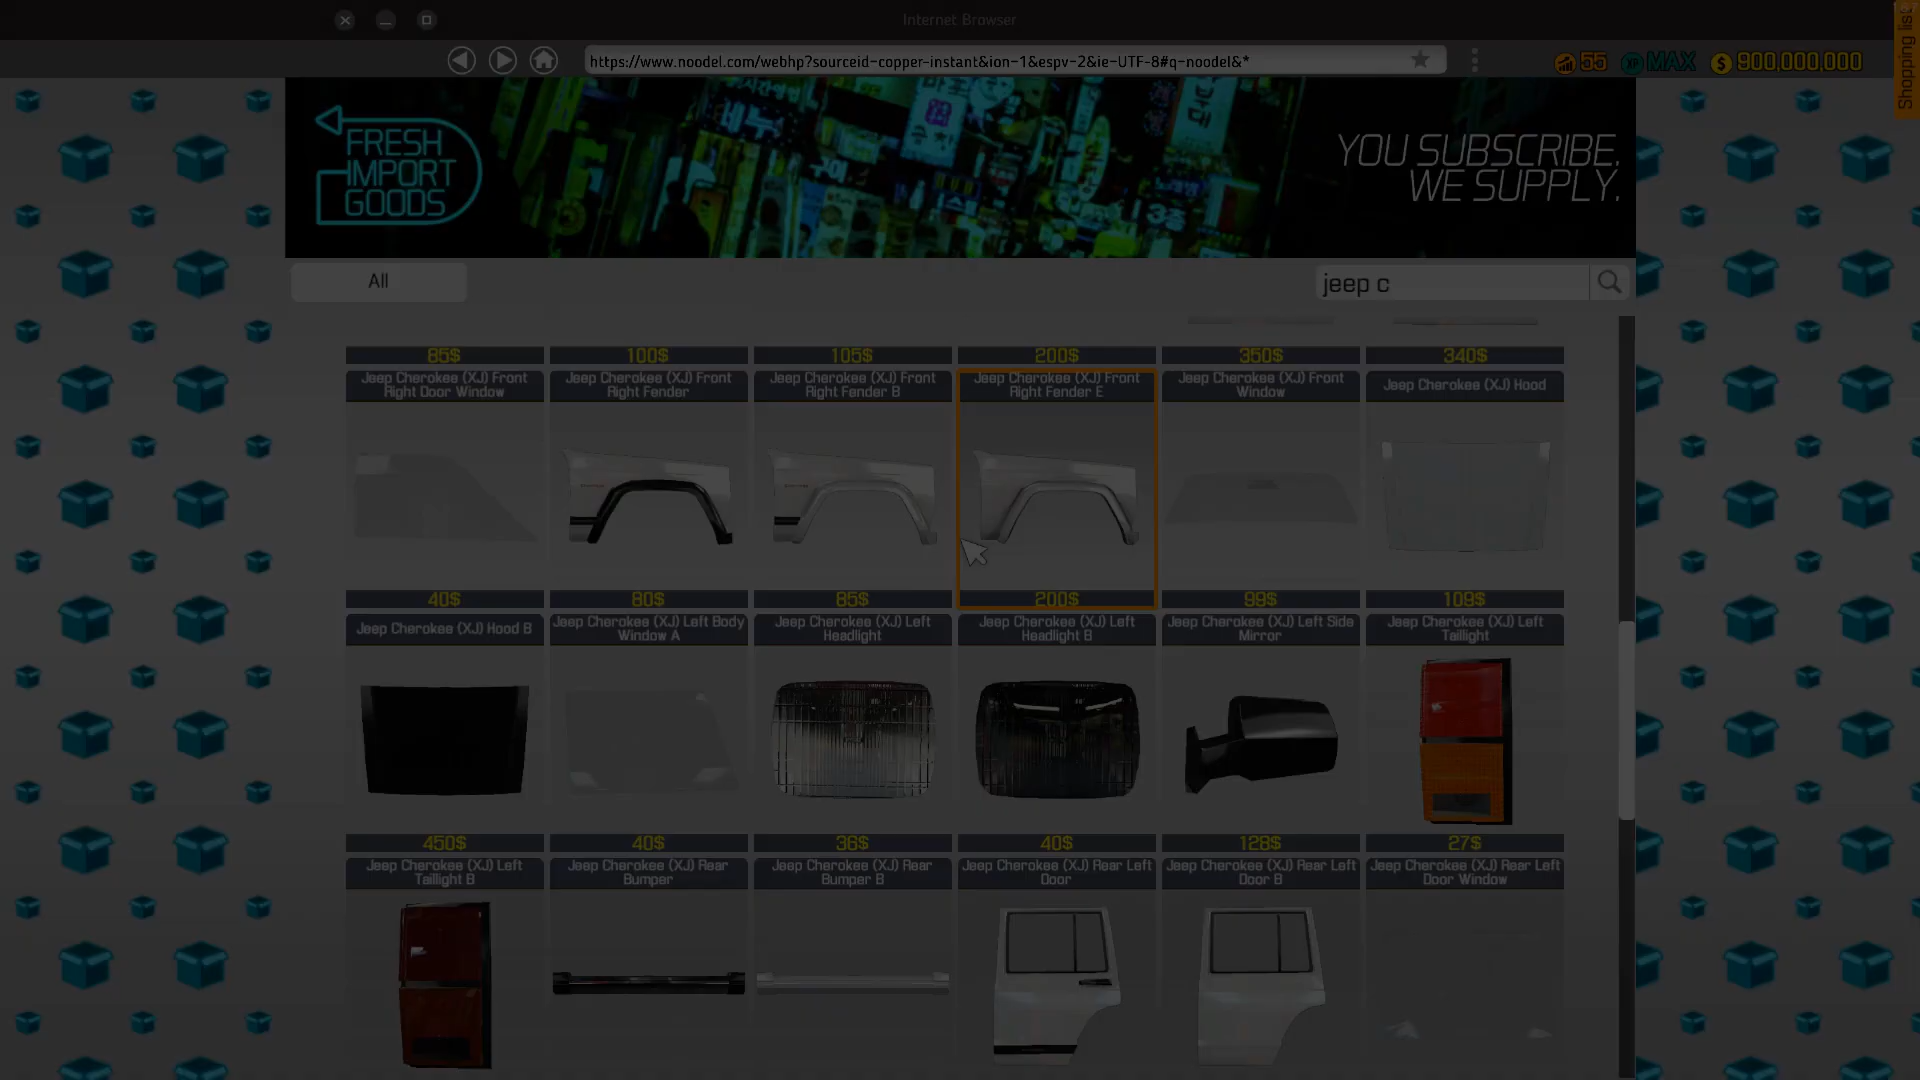 Internet Browser
https://www.noodel.com/webhp?sourceid-copper-instant&ion-1&espv-2&ie-UTF-8#q-noodel&*
55
XP MAX
$ 900,000,000
Shopping list
FRESH
IMPORT
GOODS
YOU SUBSCRIBE.
WE SUPPLY.
All
jeep c
85$ 100$ 105$ 200$ 350$ 340$
Jeep Cherokee (XJ) Front
Right Door Window
Jeep Cherokee (XJ) Front
Right Fender
Jeep Cherokee (XJ) Front
Right Fender B
Jeep Cherokee (XJ) Front
Right Fender E
Jeep Cherokee (XJ) Front
Window
Jeep Cherokee (XJ) Hood
40$ 80$ 85$ 200$ 99$ 109$
Jeep Cherokee (XJ) Hood B
Jeep Cherokee (XJ) Left Body
Window A
Jeep Cherokee (XJ) Left
Headlight
Jeep Cherokee (XJ) Left
Headlight B
Jeep Cherokee (XJ) Left Side
Mirror
Jeep Cherokee (XJ) Left
Taillight
450$ 40$ 36$ 40$ 128$ 27$
Jeep Cherokee (XJ) Left
Taillight B
Jeep Cherokee (XJ) Rear
Bumper
Jeep Cherokee (XJ) Rear
Bumper B
Jeep Cherokee (XJ) Rear Left
Door
Jeep Cherokee (XJ) Rear Left
Door B
Jeep Cherokee (XJ) Rear Left
Door Window